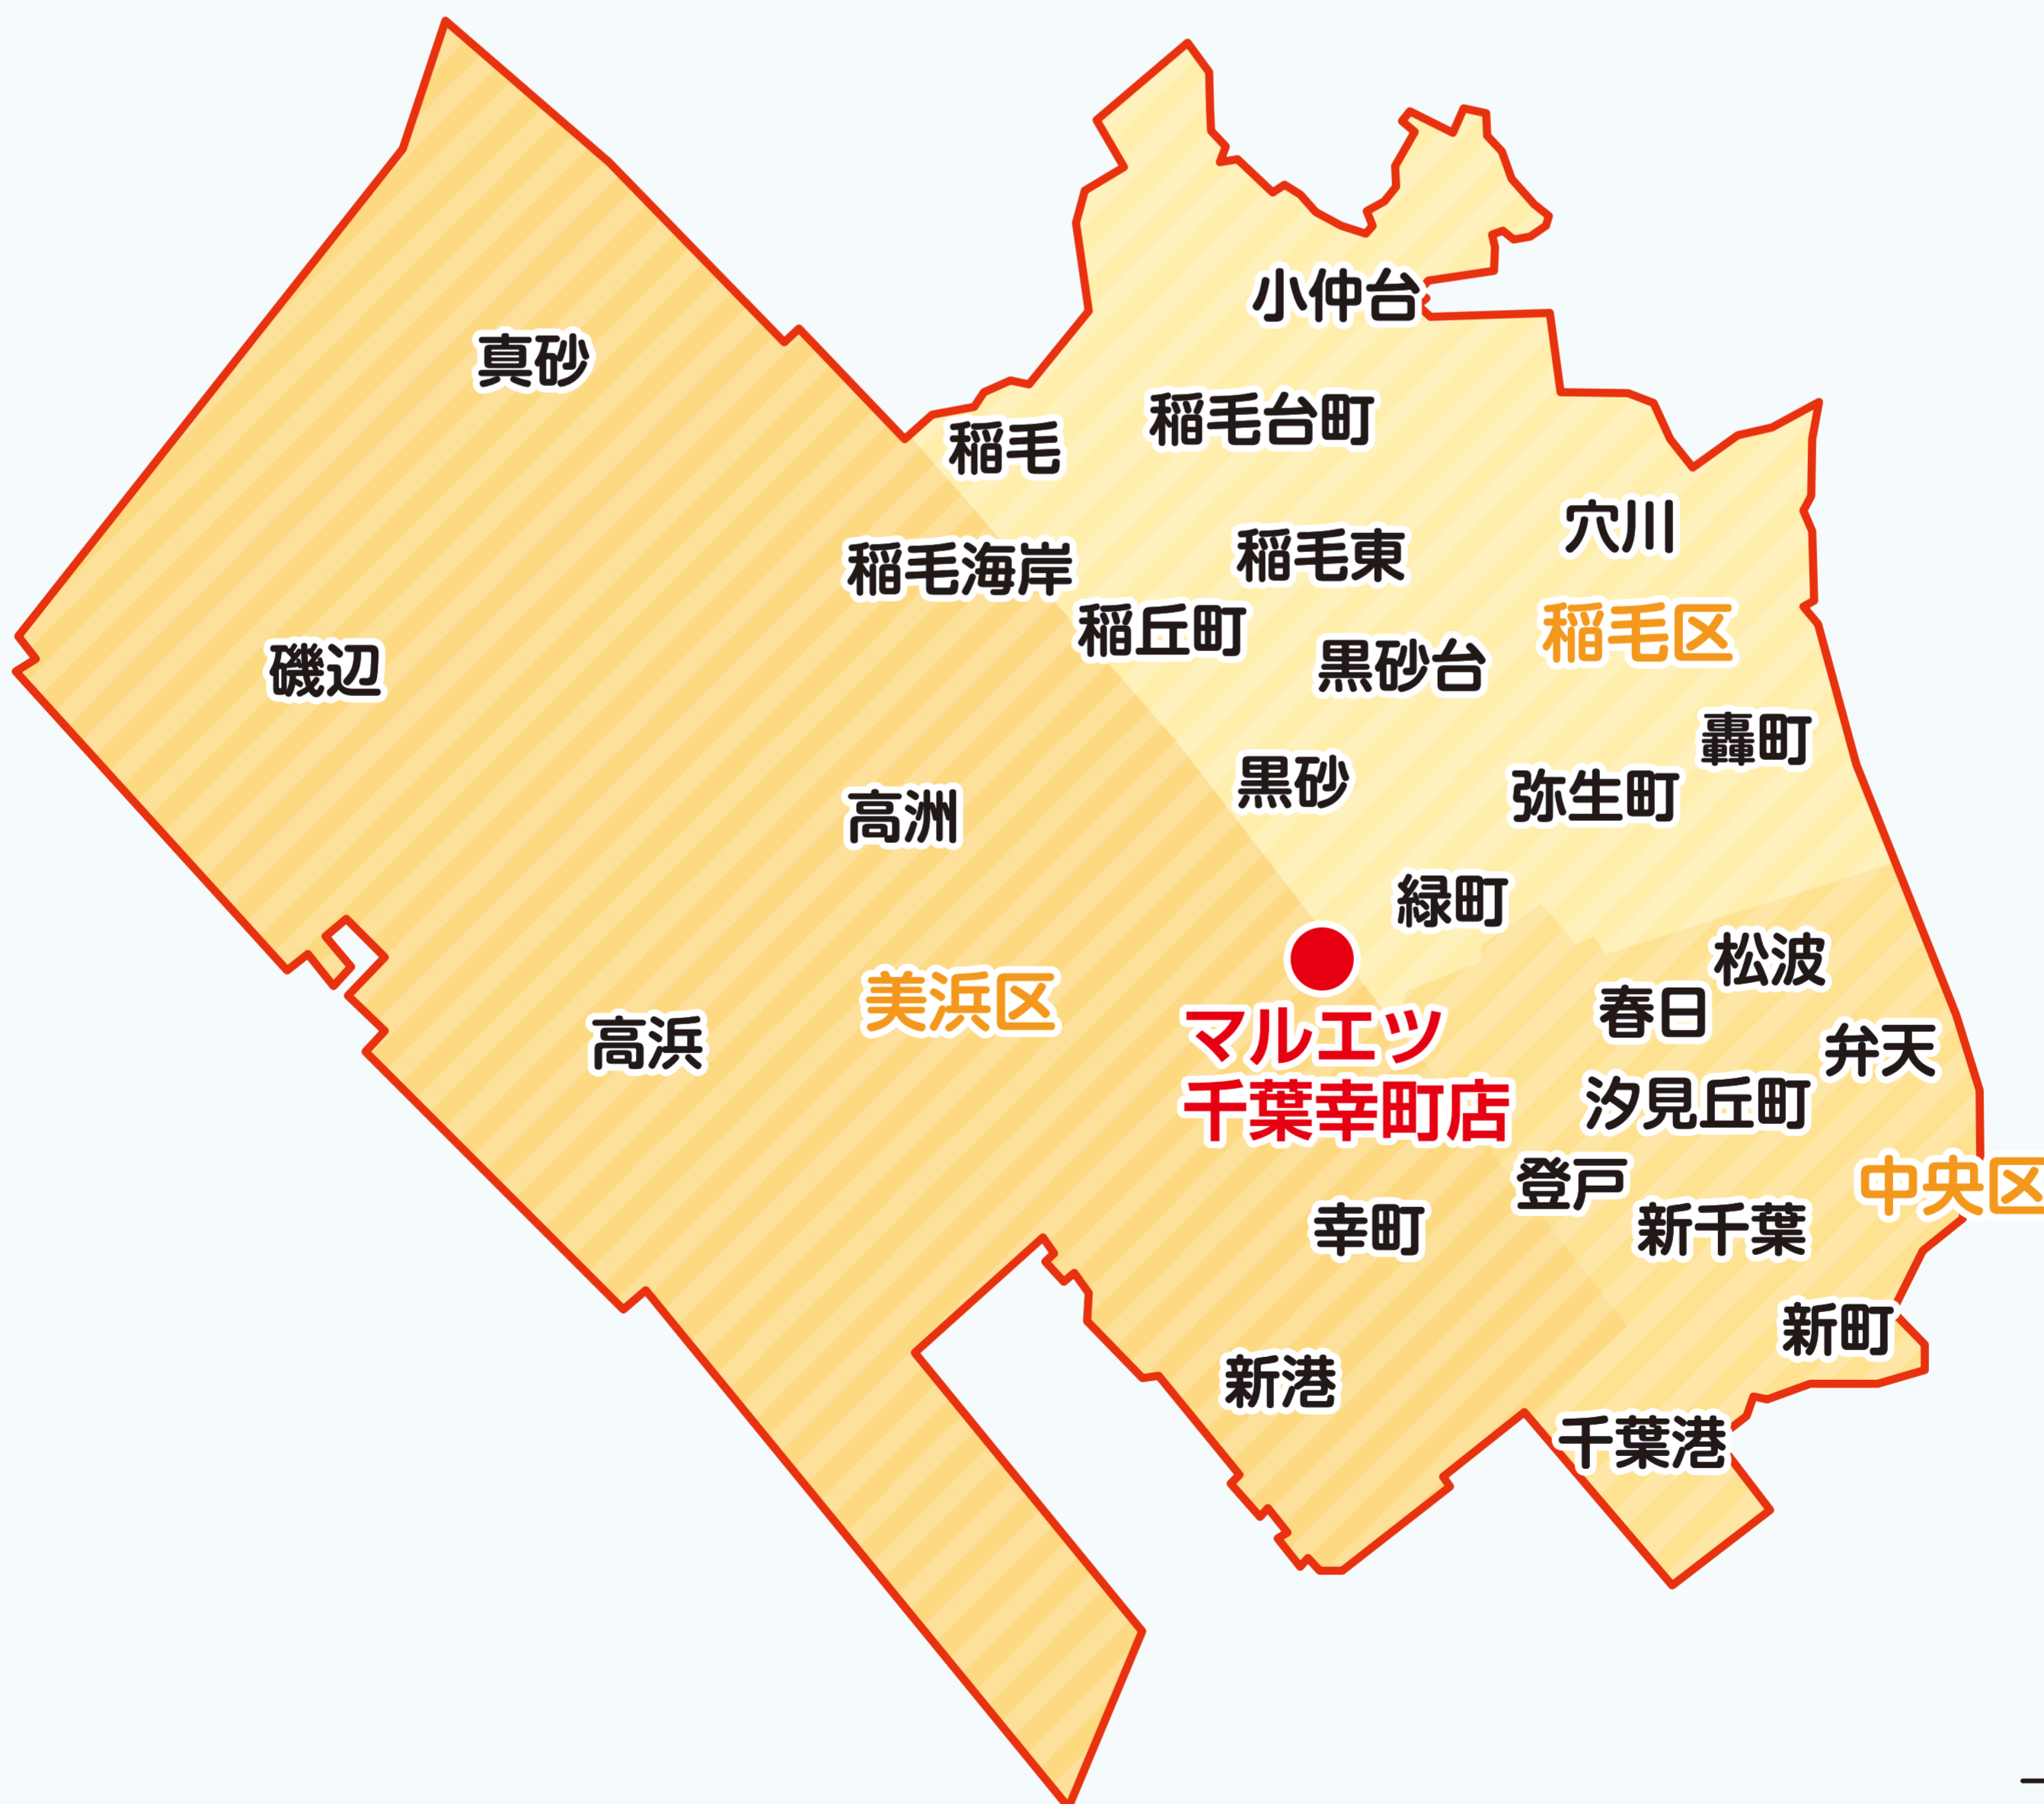 小仲台
真砂
稲毛台町
稲毛
穴川
稲毛東
稲毛海岸
稲丘町
稲毛区
黒砂台
磯辺
轟町
黒砂
弥生町
高洲
緑町
松波
美浜区
春日
マルエツ
千葉幸町店
高浜
弁天
汐見丘町
登戸
中央区
幸町
新千葉
新町
新港
千葉港